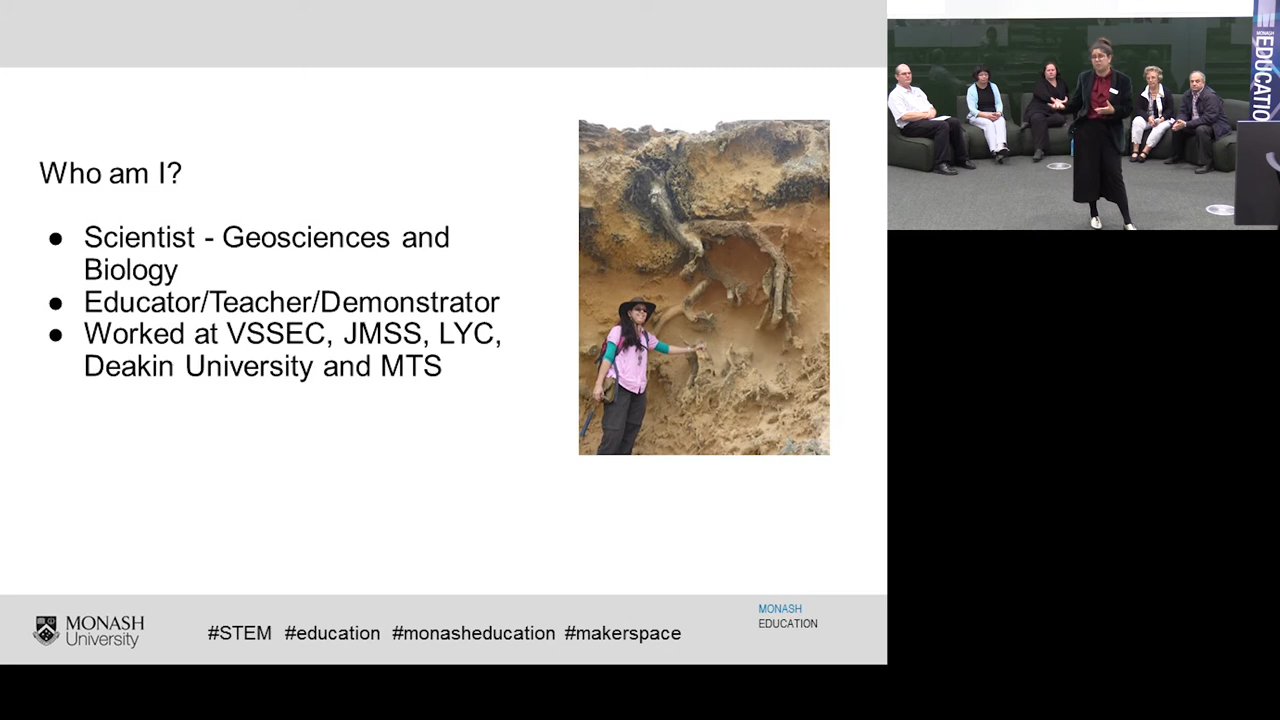 Who am I?
● Scientist - Geosciences and
Biology
● Educator/Teacher/Demonstrator
● Worked at VSSEC, JMSS, LYC,
Deakin University and MTS
MONASH
University
#STEM #education #monasheducation #makerspace
MONASH
EDUCATION
MONASH
EDUCATIO